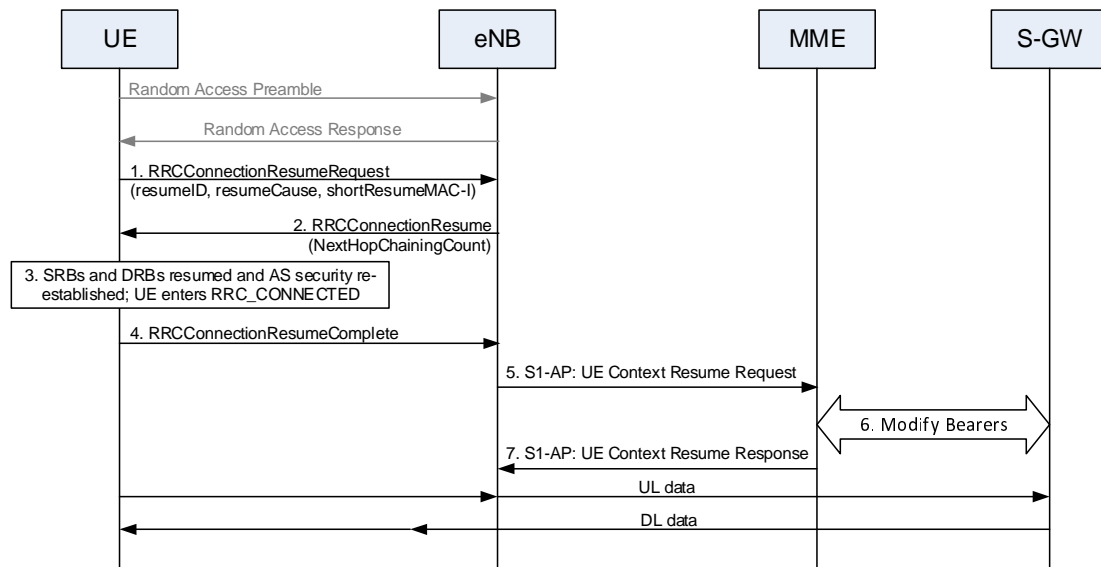 UE
eNB
MME
S-GW
Random Access Preamble
Random Access Response
1. RRCConnectionResumeRequest
(resumeID, resumeCause, shortResumeMAC-I)
2. RRCConnectionResume
(NextHopChainingCount)
3. SRBs and DRBs resumed and AS security re-
established; UE enters RRC_CONNECTED
4. RRCConnectionResumeComplete
5. S1-AP: UE Context Resume Request
6. Modify Bearers
7. S1-AP: UE Context Resume Response
UL data
DL data